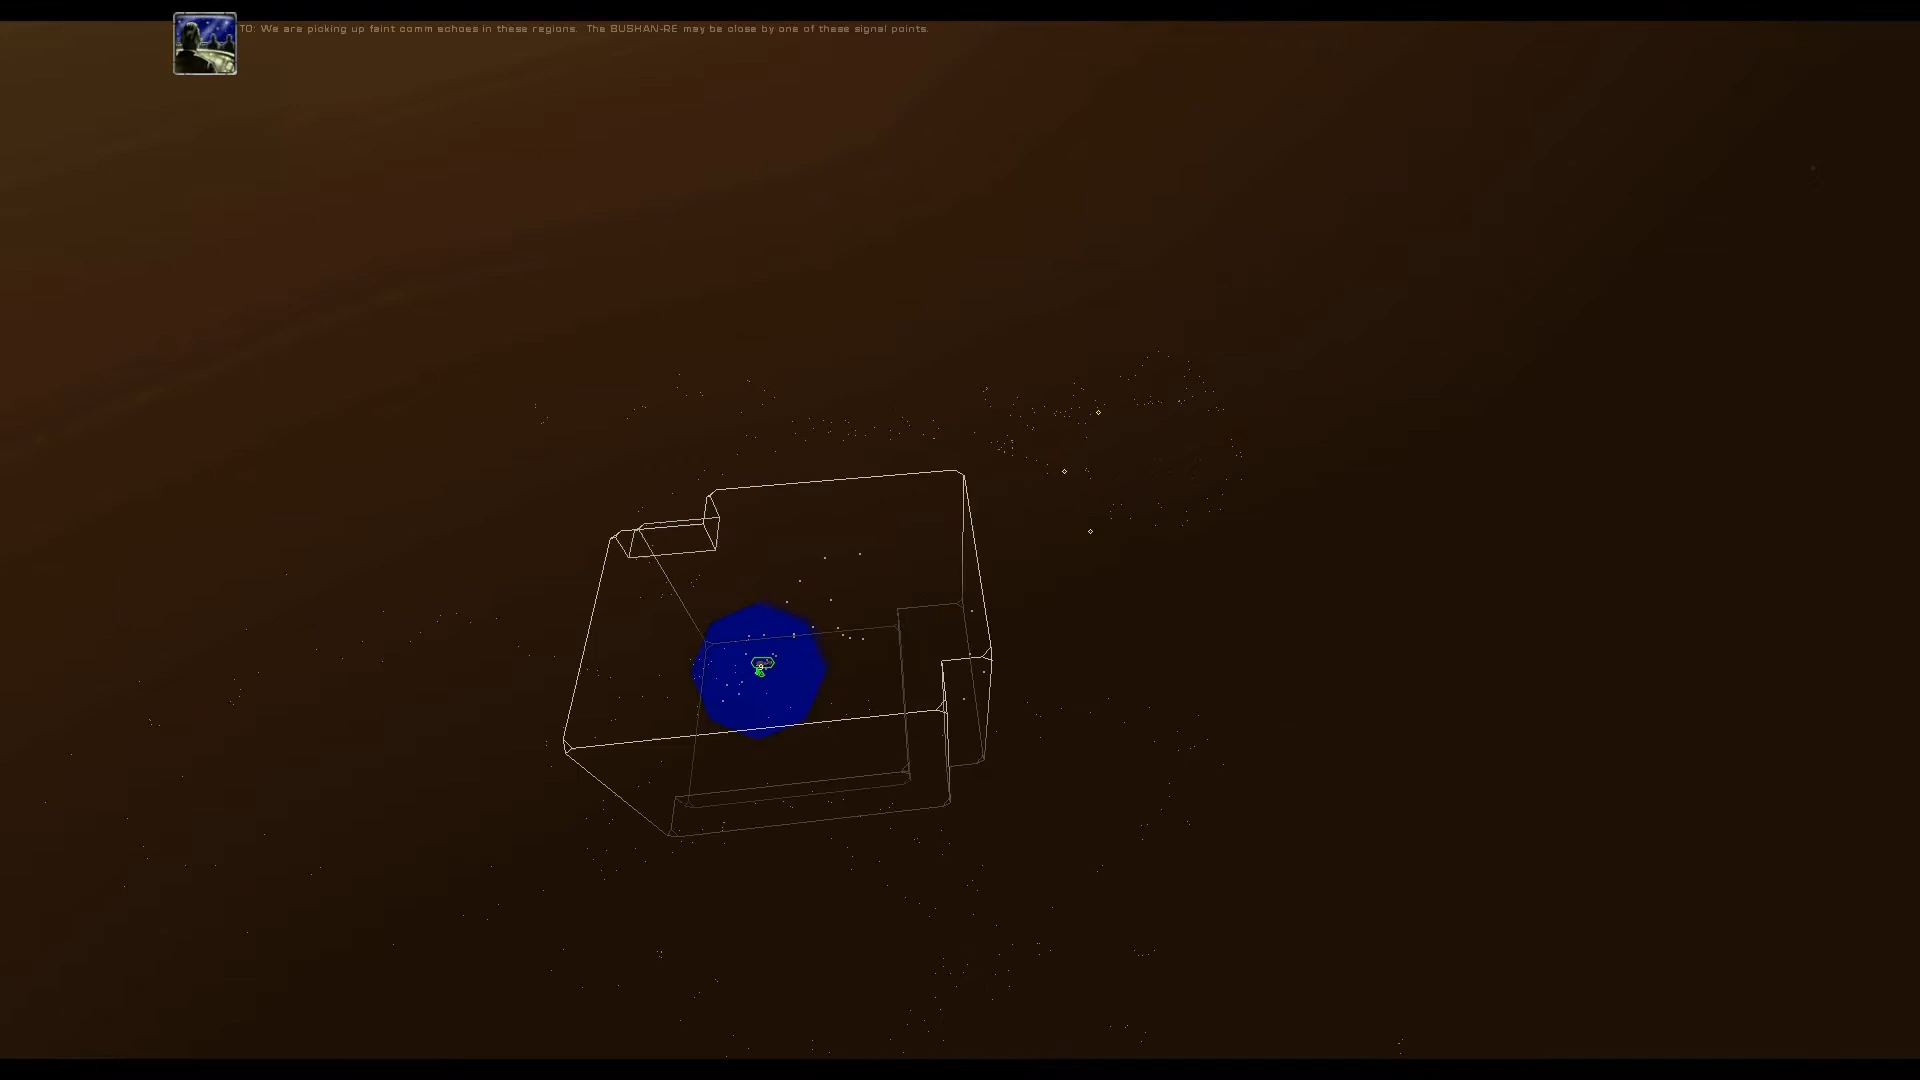 TO: We are picking up faint comm echoes in these regions.  The BUSHAN-RE may be close by one of these signal points.